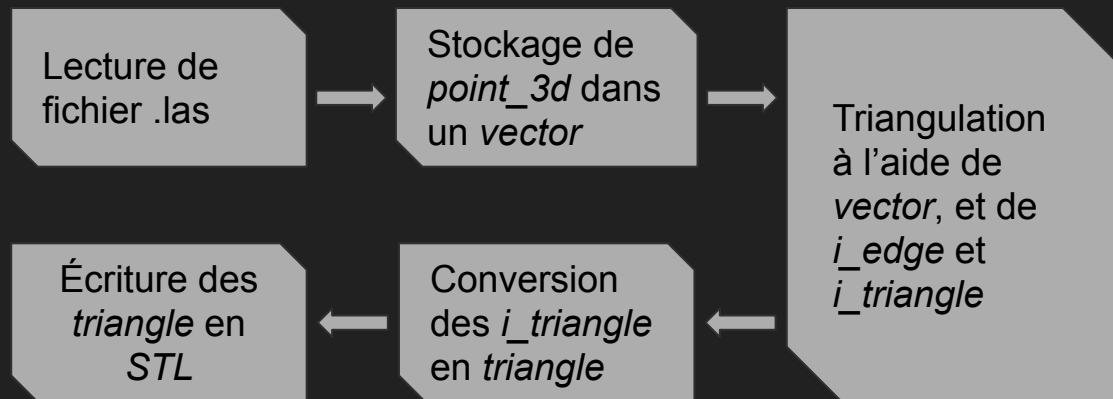 Lecture de
fichier .las
Stockage de
point_3d dans
un vector
Triangulation
à l’aide de
vector, et de
i_edge et
i_triangle
Conversion
des i_triangle
en triangle
Écriture des
triangle en
STL